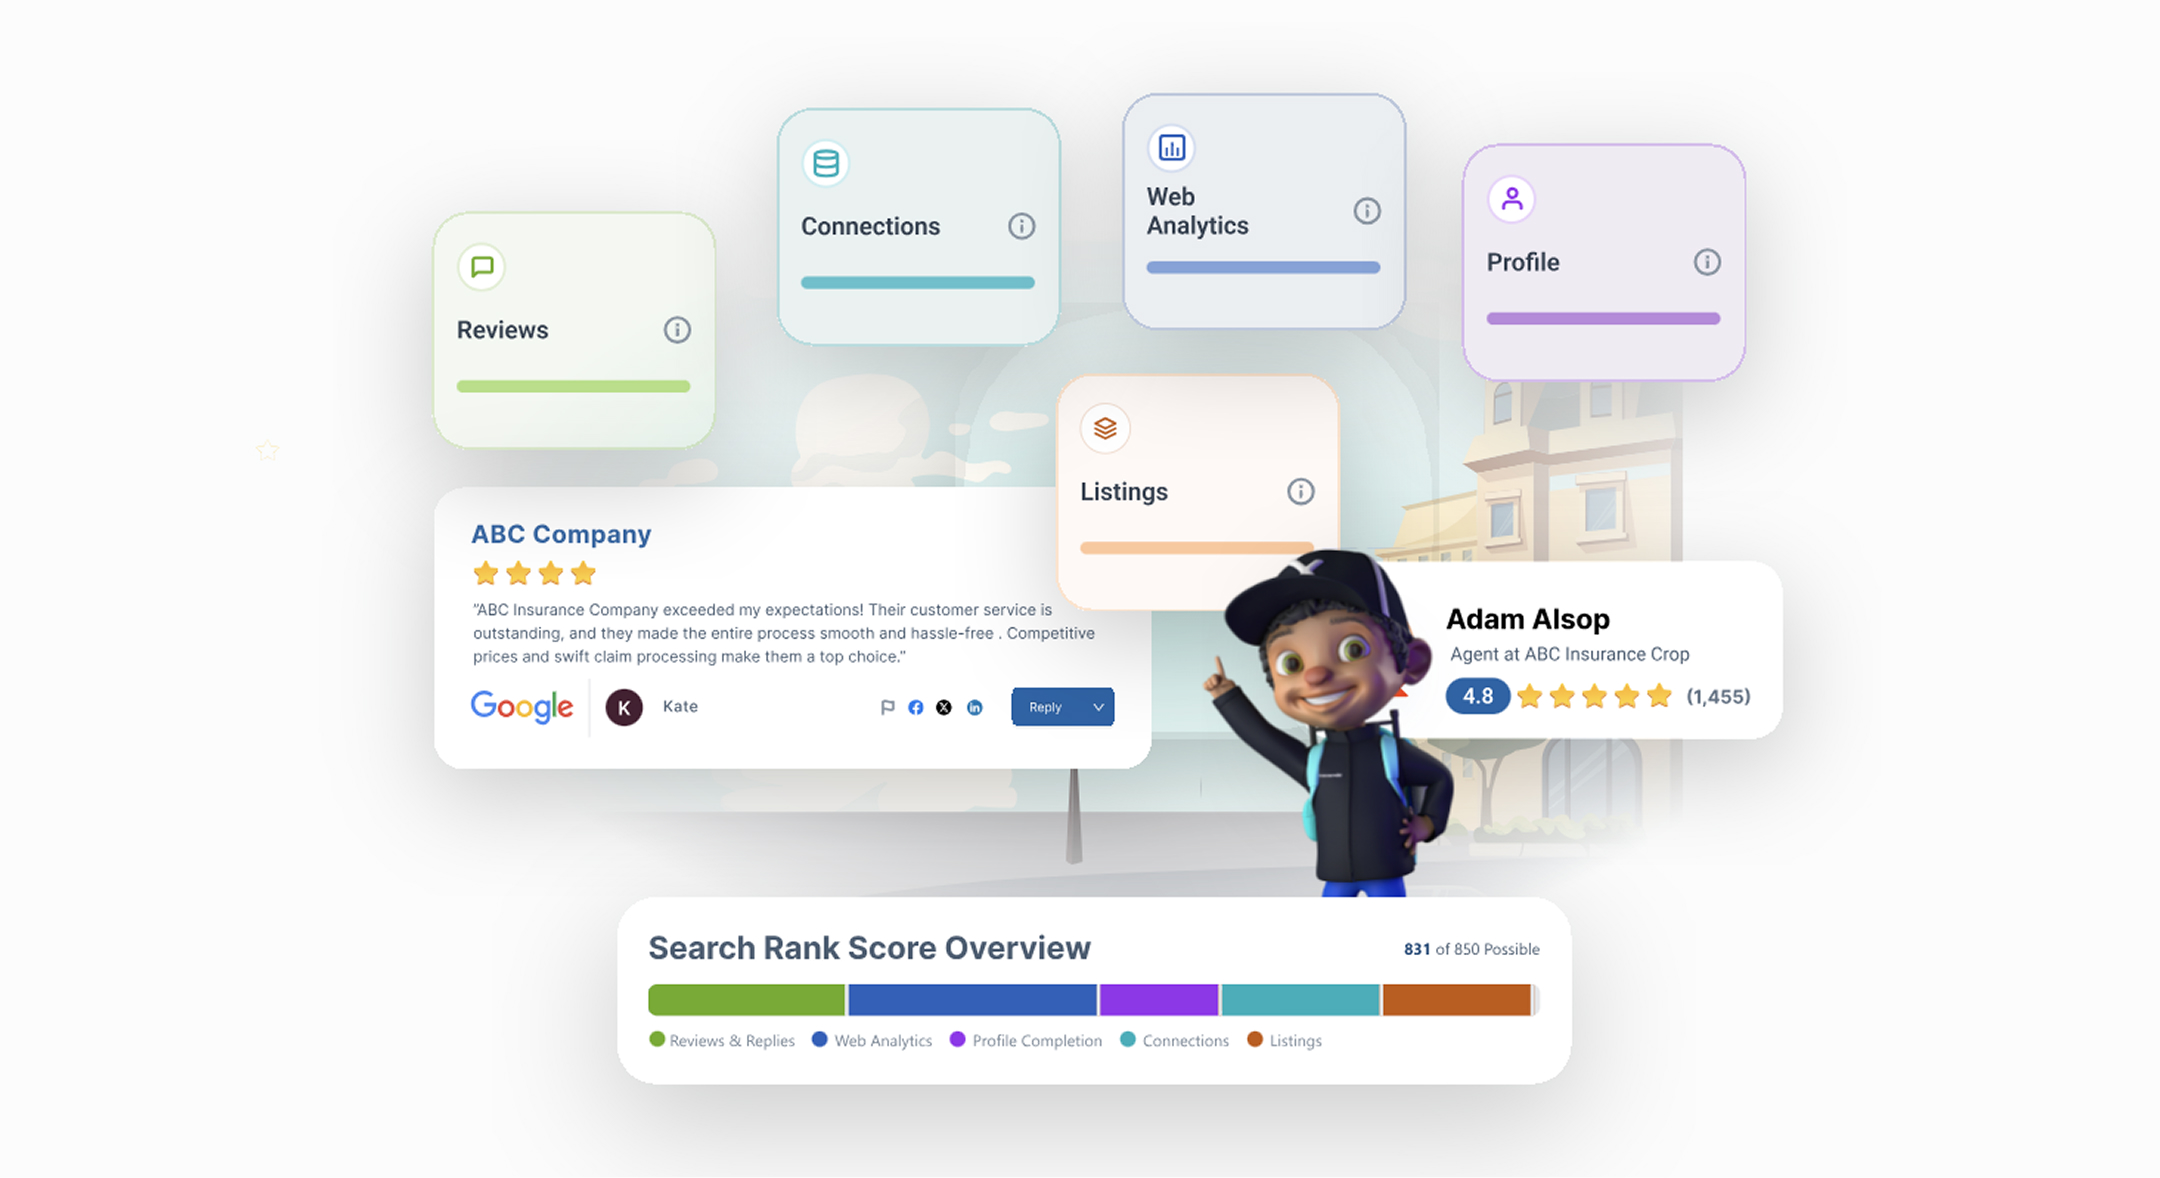 Reviews
Connections
Web
Analytics
Profile
Listings
ABC Company
"ABC Insurance Company exceeded my expectations! Their customer service is
outstanding, and they made the entire process smooth and hassle-free . Competitive
prices and swift claim processing make them a top choice."
Google
K
Kate
Reply
Adam Alsop
Agent at ABC Insurance Crop
4.8
(1,455)
Search Rank Score Overview
831 of 850 Possible
Reviews & Replies
Web Analytics
Profile Completion
Connections
Listings